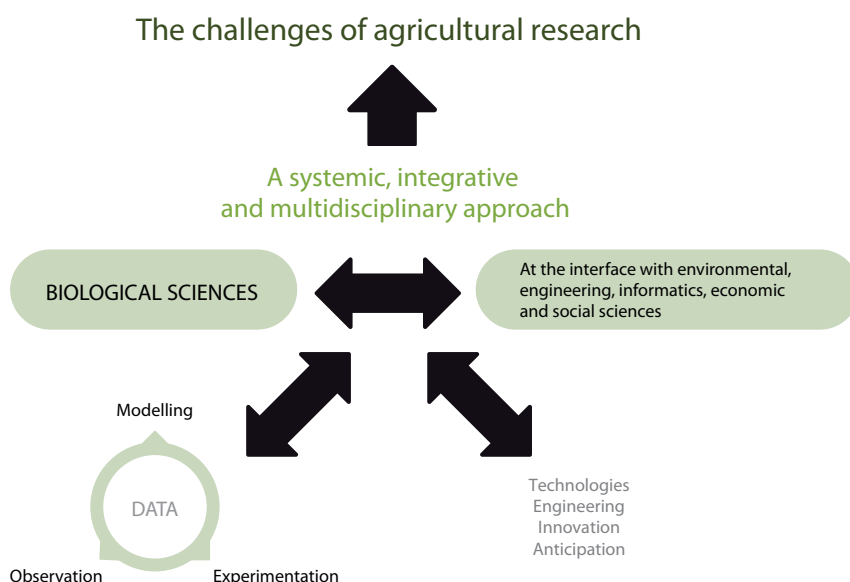 The challenges of agricultural research
A systemic, integrative
and multidisciplinary approach
BIOLOGICAL SCIENCES
At the interface with environmental,
engineering, informatics, economic
and social sciences
Modelling
DATA
Observation
Experimentation
Technologies
Engineering
Innovation
Anticipation